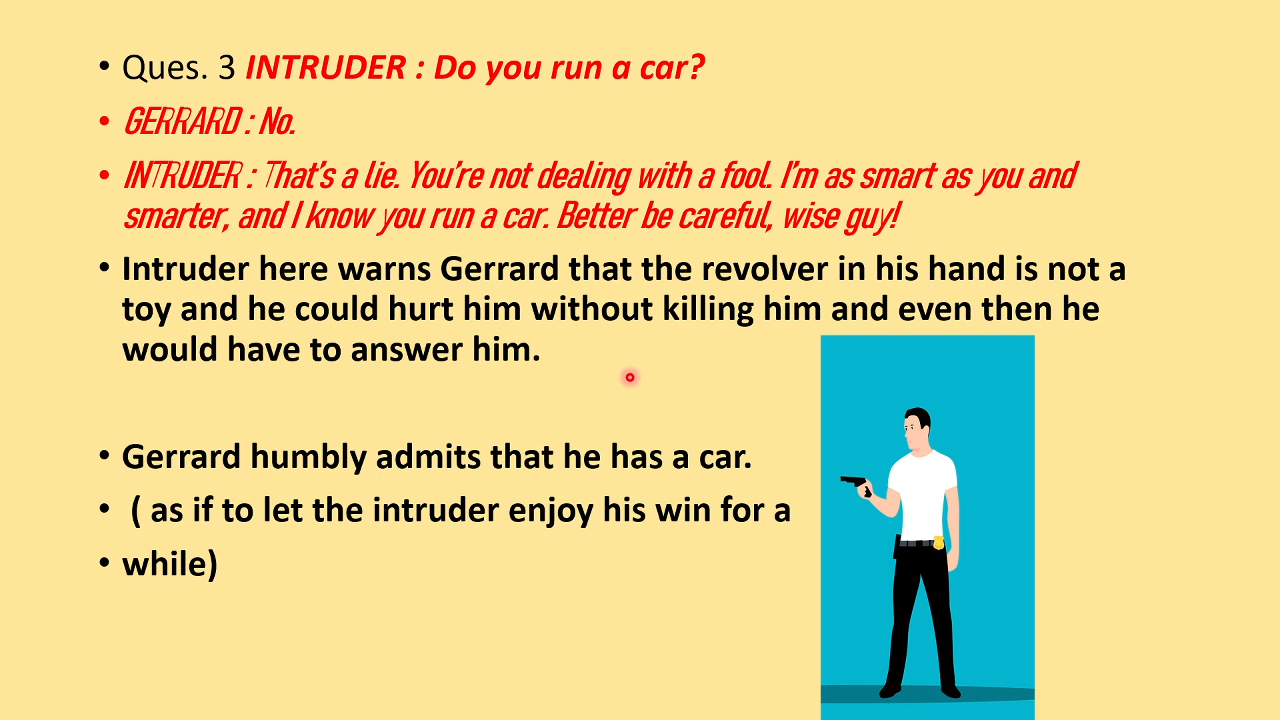 • Ques. 3 INTRUDER : Do you run a car?
• GERRARD : No.
• INTRUDER : That's a lie. You're not dealing with a fool. I'm as smart as you and
smarter, and I know you run a car. Better be careful, wise guy!
• Intruder here warns Gerrard that the revolver in his hand is not a
toy and he could hurt him without killing him and even then he
would have to answer him.
• Gerrard humbly admits that he has a car.
• ( as if to let the intruder enjoy his win for a
• while)